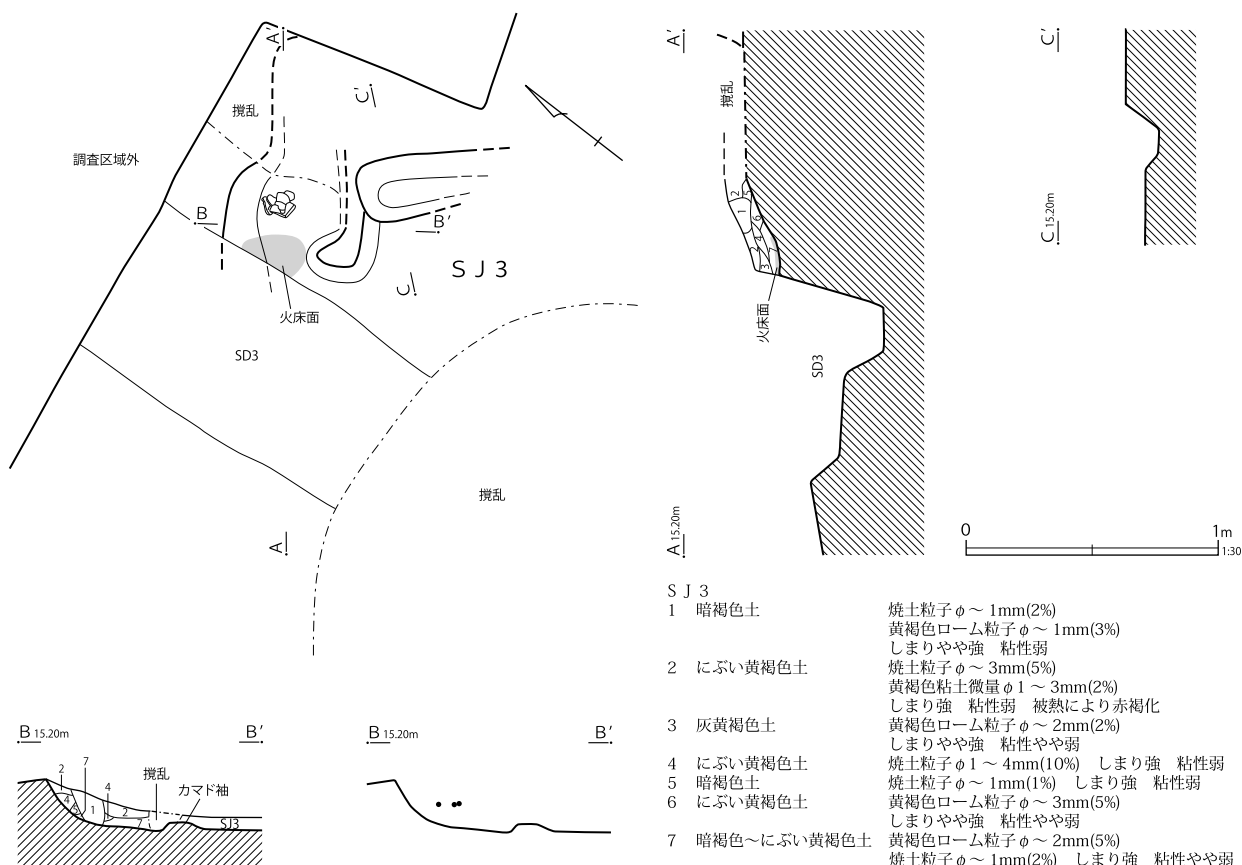 A'
撹乱
調査区域外
C'
B
B'
C
SJ3
火床面
SD3
撹乱
A
A'
撹乱
2
5
1
6
4
2
3
火床面
SD3
A 15.20m
C'
C 15.20m
0
1m
1:30
B 15.20m
B'
2
7
4
撹乱
カマド袖
4
5
1
2
7
SJ3
B 15.20m
B'
SJ3
1 暗褐色土 焼土粒子φ〜1mm(2%)
黄褐色ローム粒子φ〜1mm(3%)
しまりやや強 粘性弱
2 にぶい黄褐色土 焼土粒子φ〜3mm(5%)
黄褐色粘土微量φ1〜3mm(2%)
しまり強 粘性弱 被熱により赤褐化
3 灰黄褐色土 黄褐色ローム粒子φ〜2mm(2%)
しまりやや強 粘性やや弱
4 にぶい黄褐色土 焼土粒子φ1〜4mm(10%) しまり強 粘性弱
5 暗褐色土 焼土粒子φ〜1mm(1%) しまり強 粘性弱
6 にぶい黄褐色土 黄褐色ローム粒子φ〜3mm(5%)
しまりやや強 粘性やや弱
7 暗褐色〜にぶい黄褐色土 黄褐色ローム粒子φ〜2mm(5%)
焼土粒子φ〜1mm(2%) しまり強 粘性やや弱